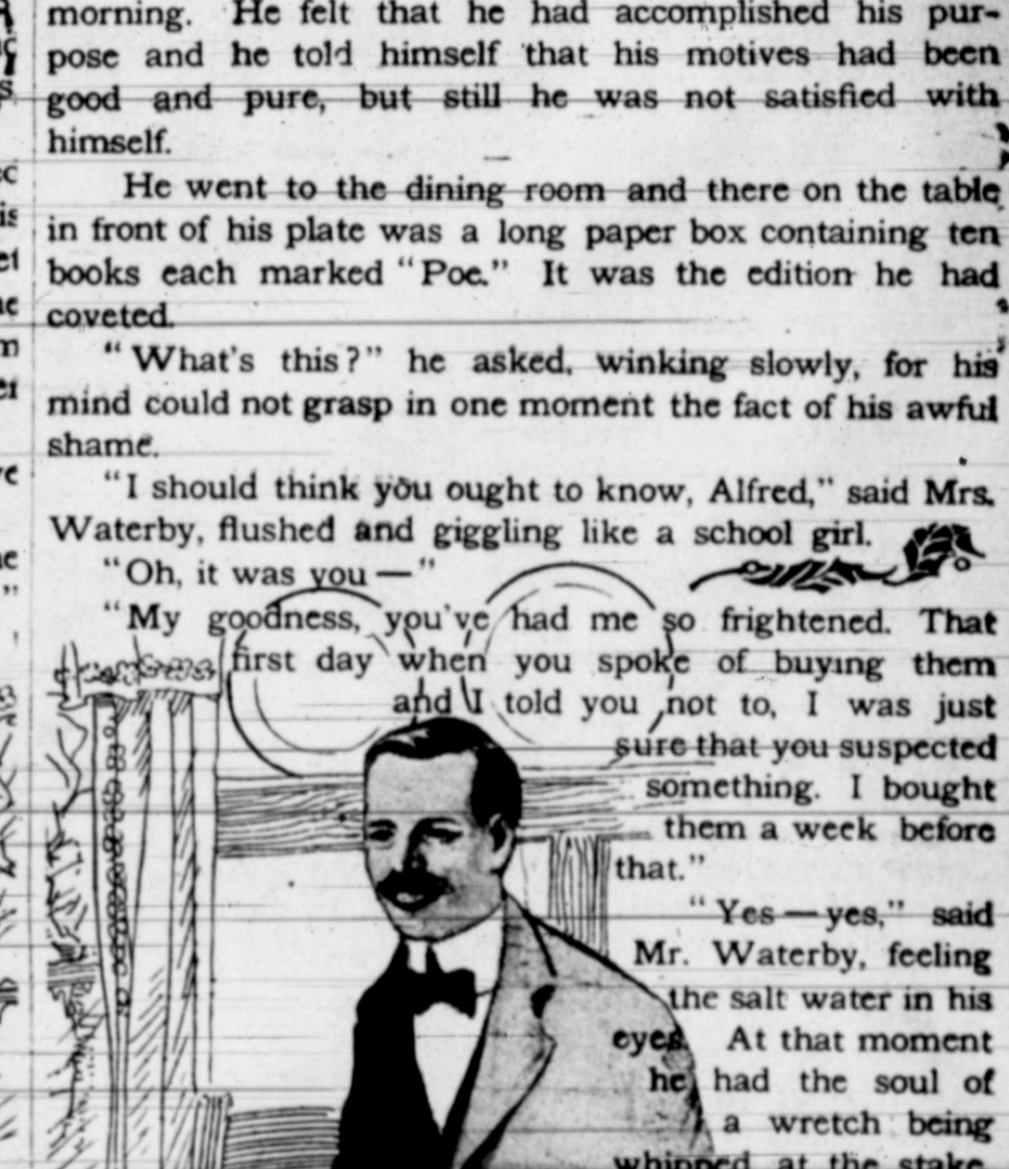 morning. He felt that he had accomplished his pur-
pose and he told himself that his motives had been
good and pure, but still he was not satisfied with
himself.
He went to the dining room and there on the table
in front of his plate was a long paper box containing ten
books each marked “Poe.” It was the edition he had
coveted.
“What's this?” he asked, winking slowly, for his
mind could not grasp in one moment the fact of his awful
shame.
“I should think you ought to know, Alfred,” said Mrs.
Waterby, flushed and giggling like a school girl.
“Oh, it was you—”
“My goodness, you've had me so frightened. That
first day when you spoke of buying them
and I told you not to, I was just
sure that you suspected
something. I bought
them a week before
that.”
“Yes—yes,” said
Mr. Waterby, feeling
the salt water in his
eyes. At that moment
he had the soul of
a wretch being
whipped at the stake.